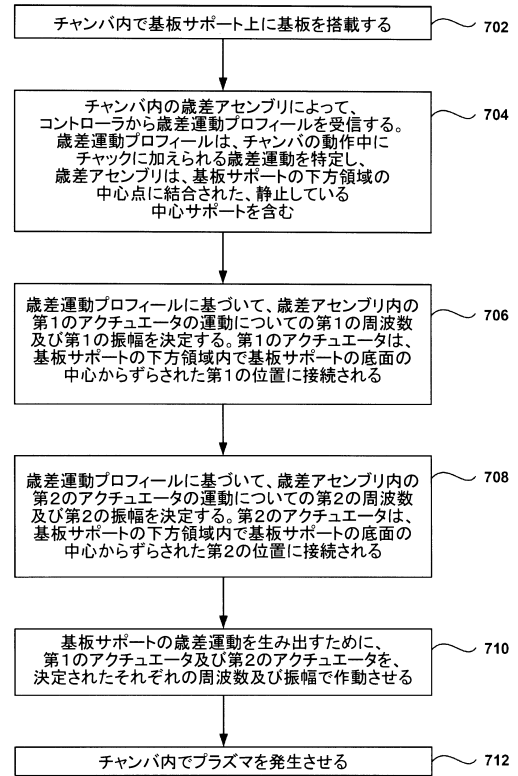 チャンバ内で基板サポート上に基板を搭載する
702
チャンバ内の歳差アセンブリによって、
コントローラから歳差運動プロフィールを受信する。
歳差運動プロフィールは、チャンバの動作中に
チャックに加えられる歳差運動を特定し、
歳差アセンブリは、基板サポートの下方領域の
中心点に結合された、静止している
中心サポートを含む
704
歳差運動プロフィールに基づいて、歳差アセンブリ内の
第1のアクチュエータの運動についての第1の周波数
及び第1の振幅を決定する。第1のアクチュエータは、
基板サポートの下方領域内で基板サポートの底面の
中心からずらされた第1の位置に接続される
706
歳差運動プロフィールに基づいて、歳差アセンブリ内の
第2のアクチュエータの運動についての第2の周波数
及び第2の振幅を決定する。第2のアクチュエータは、
基板サポートの下方領域内で基板サポートの底面の
中心からずらされた第2の位置に接続される
708
基板サポートの歳差運動を生み出すために、
第1のアクチュエータ及び第2のアクチュエータを、
決定されたそれぞれの周波数及び振幅で作動させる
710
チャンバ内でプラズマを発生させる
712